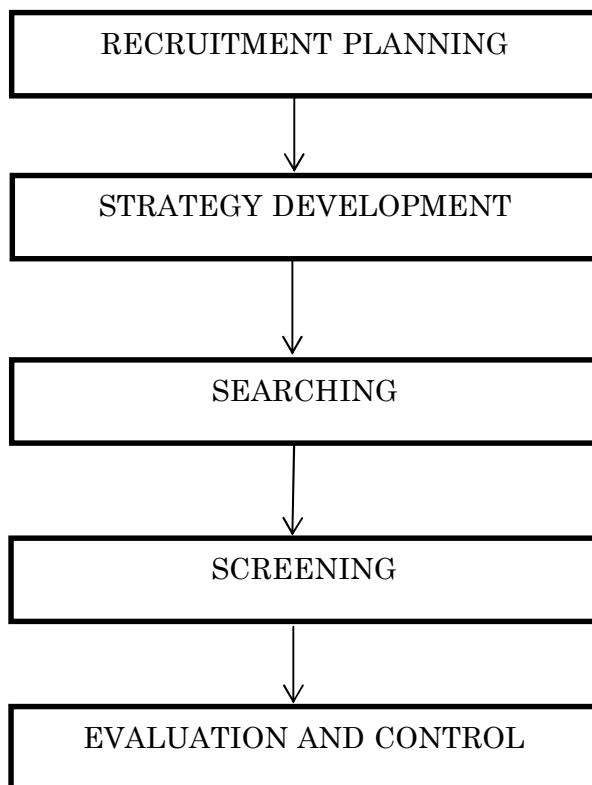 RECRUITMENT PLANNING
STRATEGY DEVELOPMENT
SEARCHING
SCREENING
EVALUATION AND CONTROL